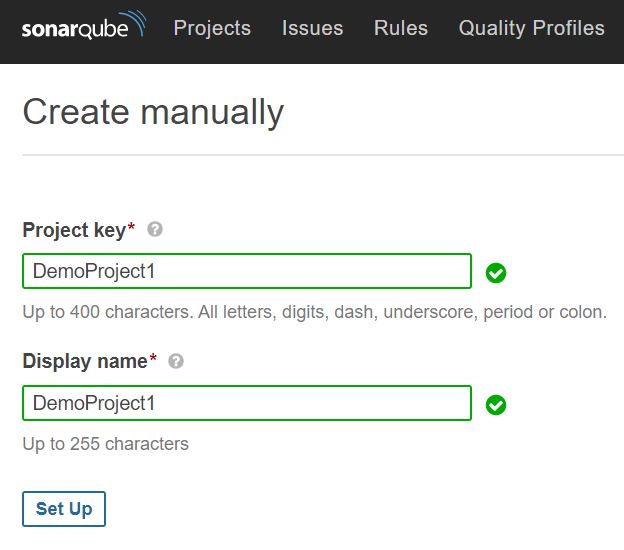 sonarqube Projects Issues Rules Quality Profiles
Create manually
Project key* ?
DemoProject1
Up to 400 characters. All letters, digits, dash, underscore, period or colon.
Display name* ?
DemoProject1
Up to 255 characters
Set Up